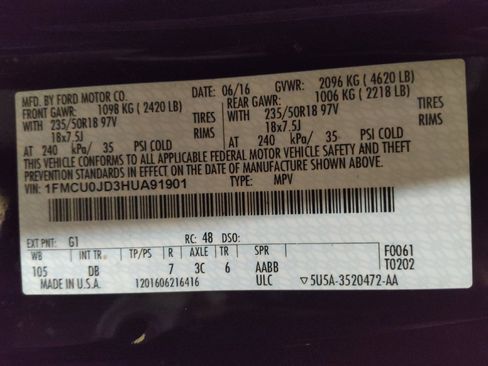 MFD. BY FORD MOTOR CO. DATE: 06/16 GVWR: 2096 KG ( 4620 LB)
FRONT GAWR: 1098 KG ( 2420 LB) REAR GAWR: 1006 KG ( 2218 LB)
WITH 235/50R18 97V TIRES WITH 235/50R18 97V TIRES
18x7.5J RIMS 18x7.5J RIMS
AT 240 kPa/ 35 PSI COLD AT 240 kPa/ 35 PSI COLD
THIS VEHICLE CONFORMS TO ALL APPLICABLE FEDERAL MOTOR VEHICLE SAFETY AND THEFT
PREVENTION STANDARDS IN EFFECT ON THE DATE OF MANUFACTURE SHOWN ABOVE.
VIN: 1FMCU0JD3HUA91901 TYPE: MPV
EXT PNT: G1 RC: 48 DSO: F0061
WB INT TR TP/PS R AXLE TR SPR T0202
105 DB 7 3C 6 AABB
MADE IN U.S.A. 1201606216416 ULC ▽5U5A-3520472-AA